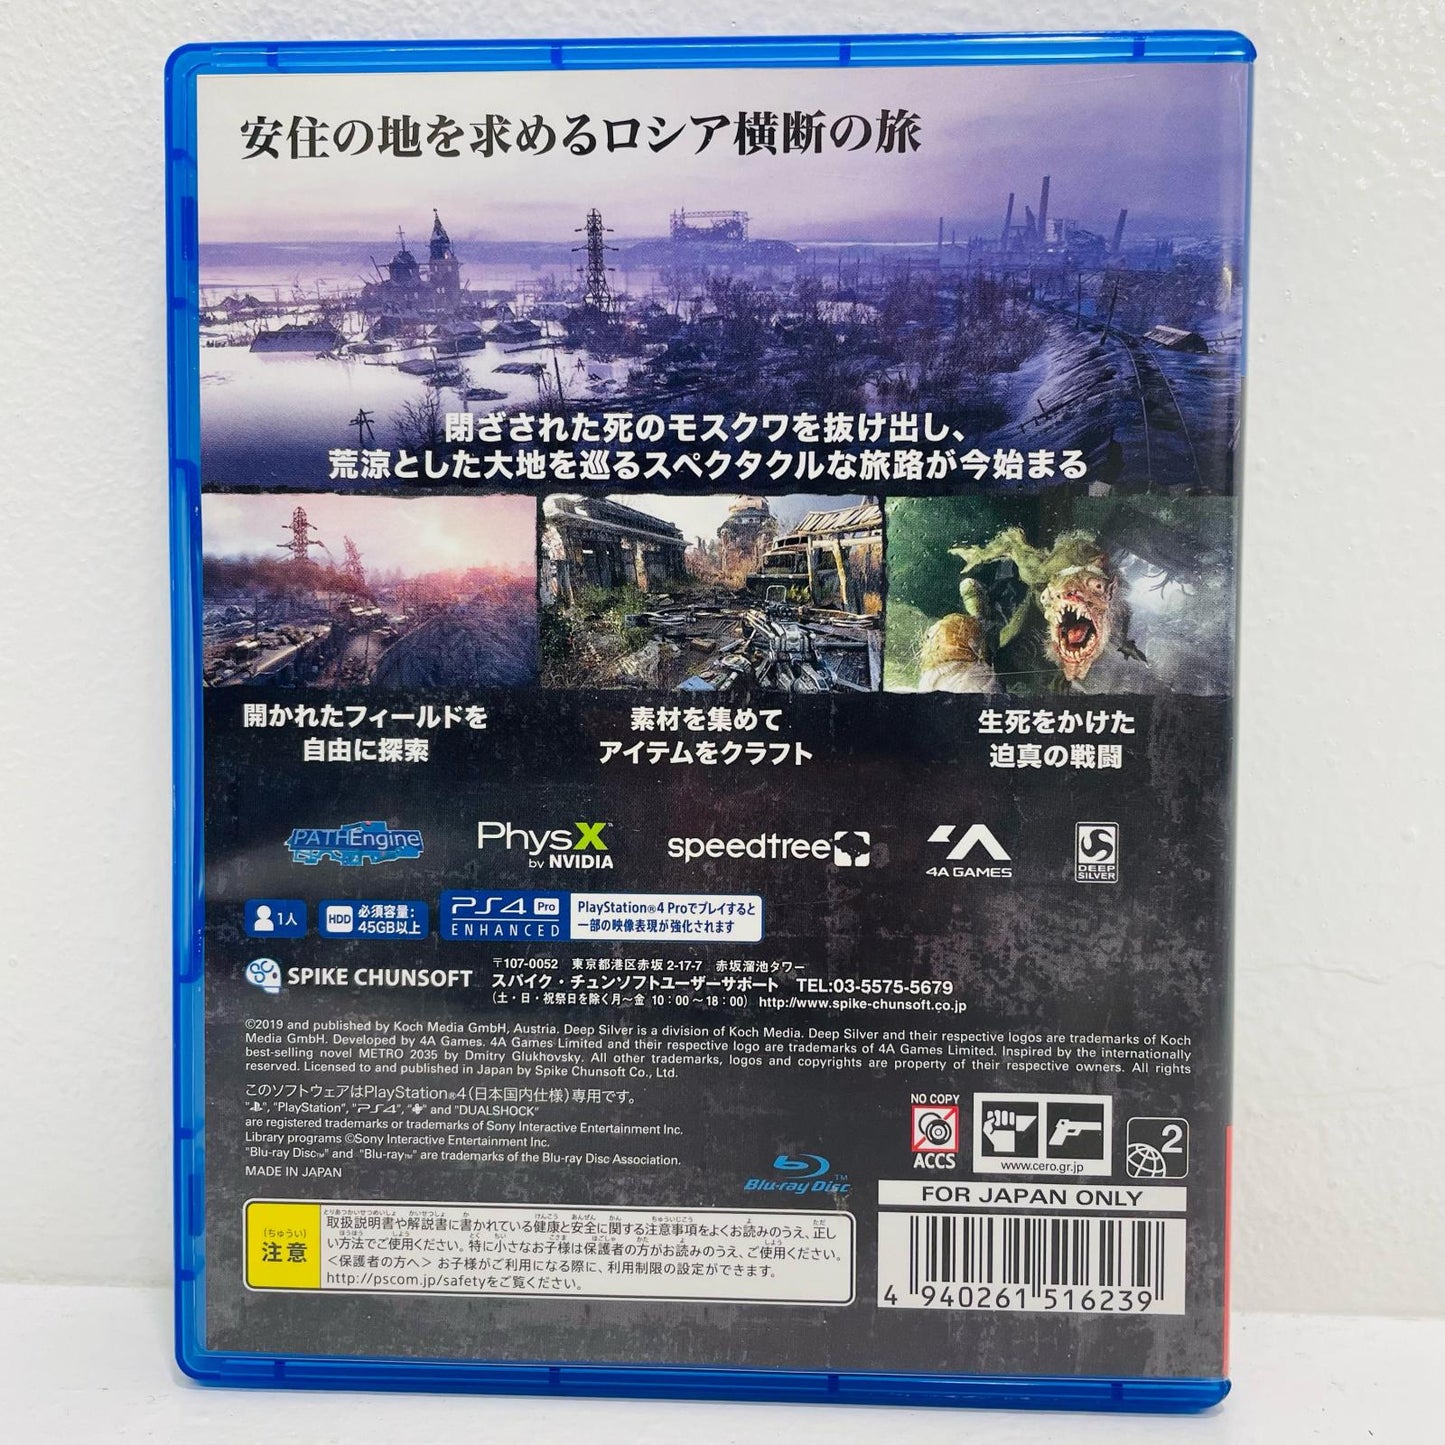 安住の地を求めるロシア横断の旅
閉ざされた死のモスクワを抜け出し、
荒涼とした大地を巡るスペクタクルな旅路が今始まる
開かれたフィールドを
自由に探索
素材を集めて
アイテムをクラフト
生死をかけた
迫真の戦闘
PATHEngine
PhysX™
by NVIDIA
speedtree
4A GAMES
DEEP
SILVER
1人
HDD 必須容量:
45GB以上
PS4 Pro
ENHANCED
PlayStation®4 Proでプレイすると
一部の映像表現が強化されます
SPIKE CHUNSOFT
〒107-0052 東京都港区赤坂 2-17-7 赤坂溜池タワー
スパイク・チュンソフトユーザーサポート TEL:03-5575-5679
(土・日・祝祭日を除く月～金 10：00～18：00) http://www.spike-chunsoft.co.jp
©2019 and published by Koch Media GmbH, Austria. Deep Silver is a division of Koch Media. Deep Silver and their respective logos are trademarks of Koch
Media GmbH. Developed by 4A Games. 4A Games Limited and their respective logo are trademarks of 4A Games Limited. Inspired by the internationally
best-selling novel METRO 2035 by Dmitry Glukhovsky. All other trademarks, logos and copyrights are property of their respective owners. All rights
reserved. Licensed to and published in Japan by Spike Chunsoft Co., Ltd.
このソフトウェアはPlayStation®4(日本国内仕様)専用です。
"PlayStation", "PS4", and "DUALSHOCK"
are registered trademarks or trademarks of Sony Interactive Entertainment Inc.
Library programs ©Sony Interactive Entertainment Inc.
"Blu-ray Disc™" and "Blu-ray™" are trademarks of the Blu-ray Disc Association.
MADE IN JAPAN
Blu-ray Disc™
NO COPY
ACCS
www.cero.gr.jp
2
FOR JAPAN ONLY
4 940261 516239
(ちゅうい)
注意
取扱説明書や解説書に書かれている健康と安全に関する注意事項をよくお読みのうえ、正し
い方法でご使用ください。特に小さなお子様は保護者の方がお読みのうえ、ご使用ください。
<保護者の方へ> お子様がご利用になる際に、利用制限の設定ができます。
http://pscom.jp/safetyをご覧ください。